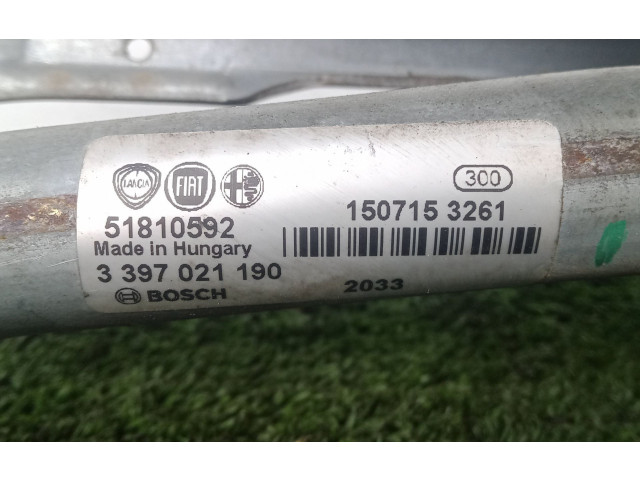 LANCIA FIAT 300
51810592 150715 3261
Made in Hungary
3 397 021 190
BOSCH 2033